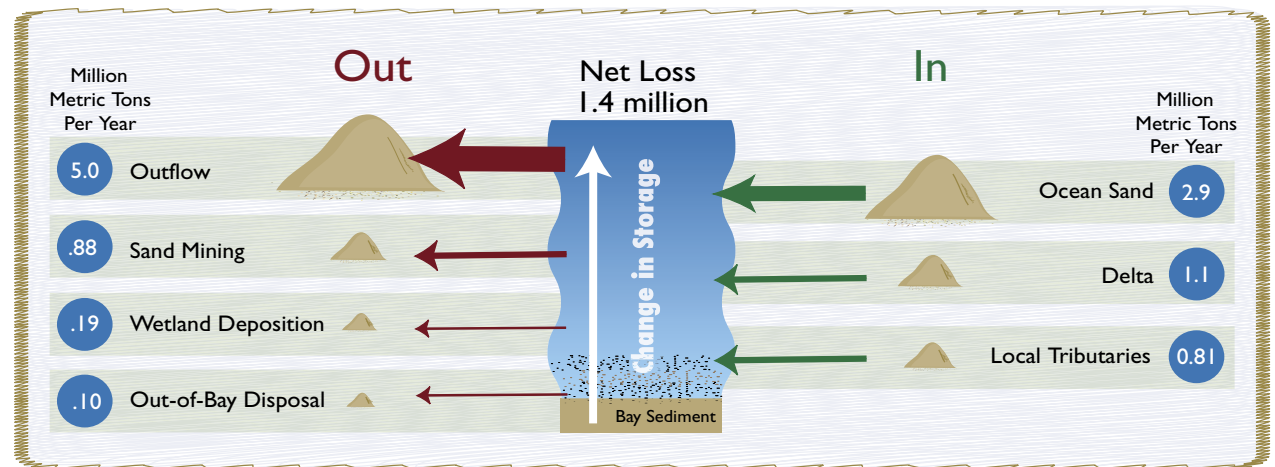 Out
Million
Metric Tons
Per Year
5.0
Outflow
.88
Sand Mining
.19
Wetland Deposition
.10
Out-of-Bay Disposal
Net Loss
1.4 million
Change in Storage
Bay Sediment
In
Million
Metric Tons
Per Year
Ocean Sand
2.9
Delta
1.1
Local Tributaries
0.81